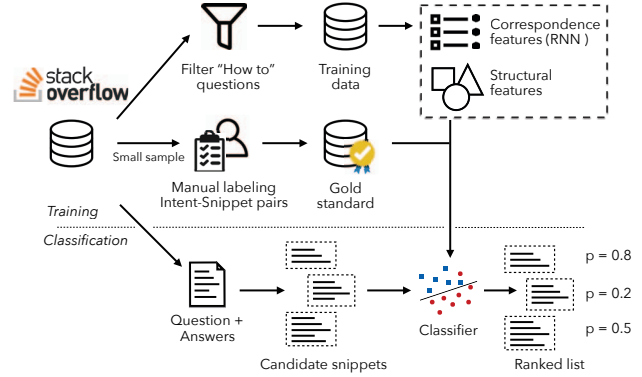 stack
overflow
Filter "How to"
questions
Training
data
Correspondence
features (RNN )
Structural
features
Small sample
Manual labeling
Intent-Snippet pairs
Gold
standard
Training
Classification
Question +
Answers
Candidate snippets
Classifier
Ranked list
p = 0.8
p = 0.2
p = 0.5